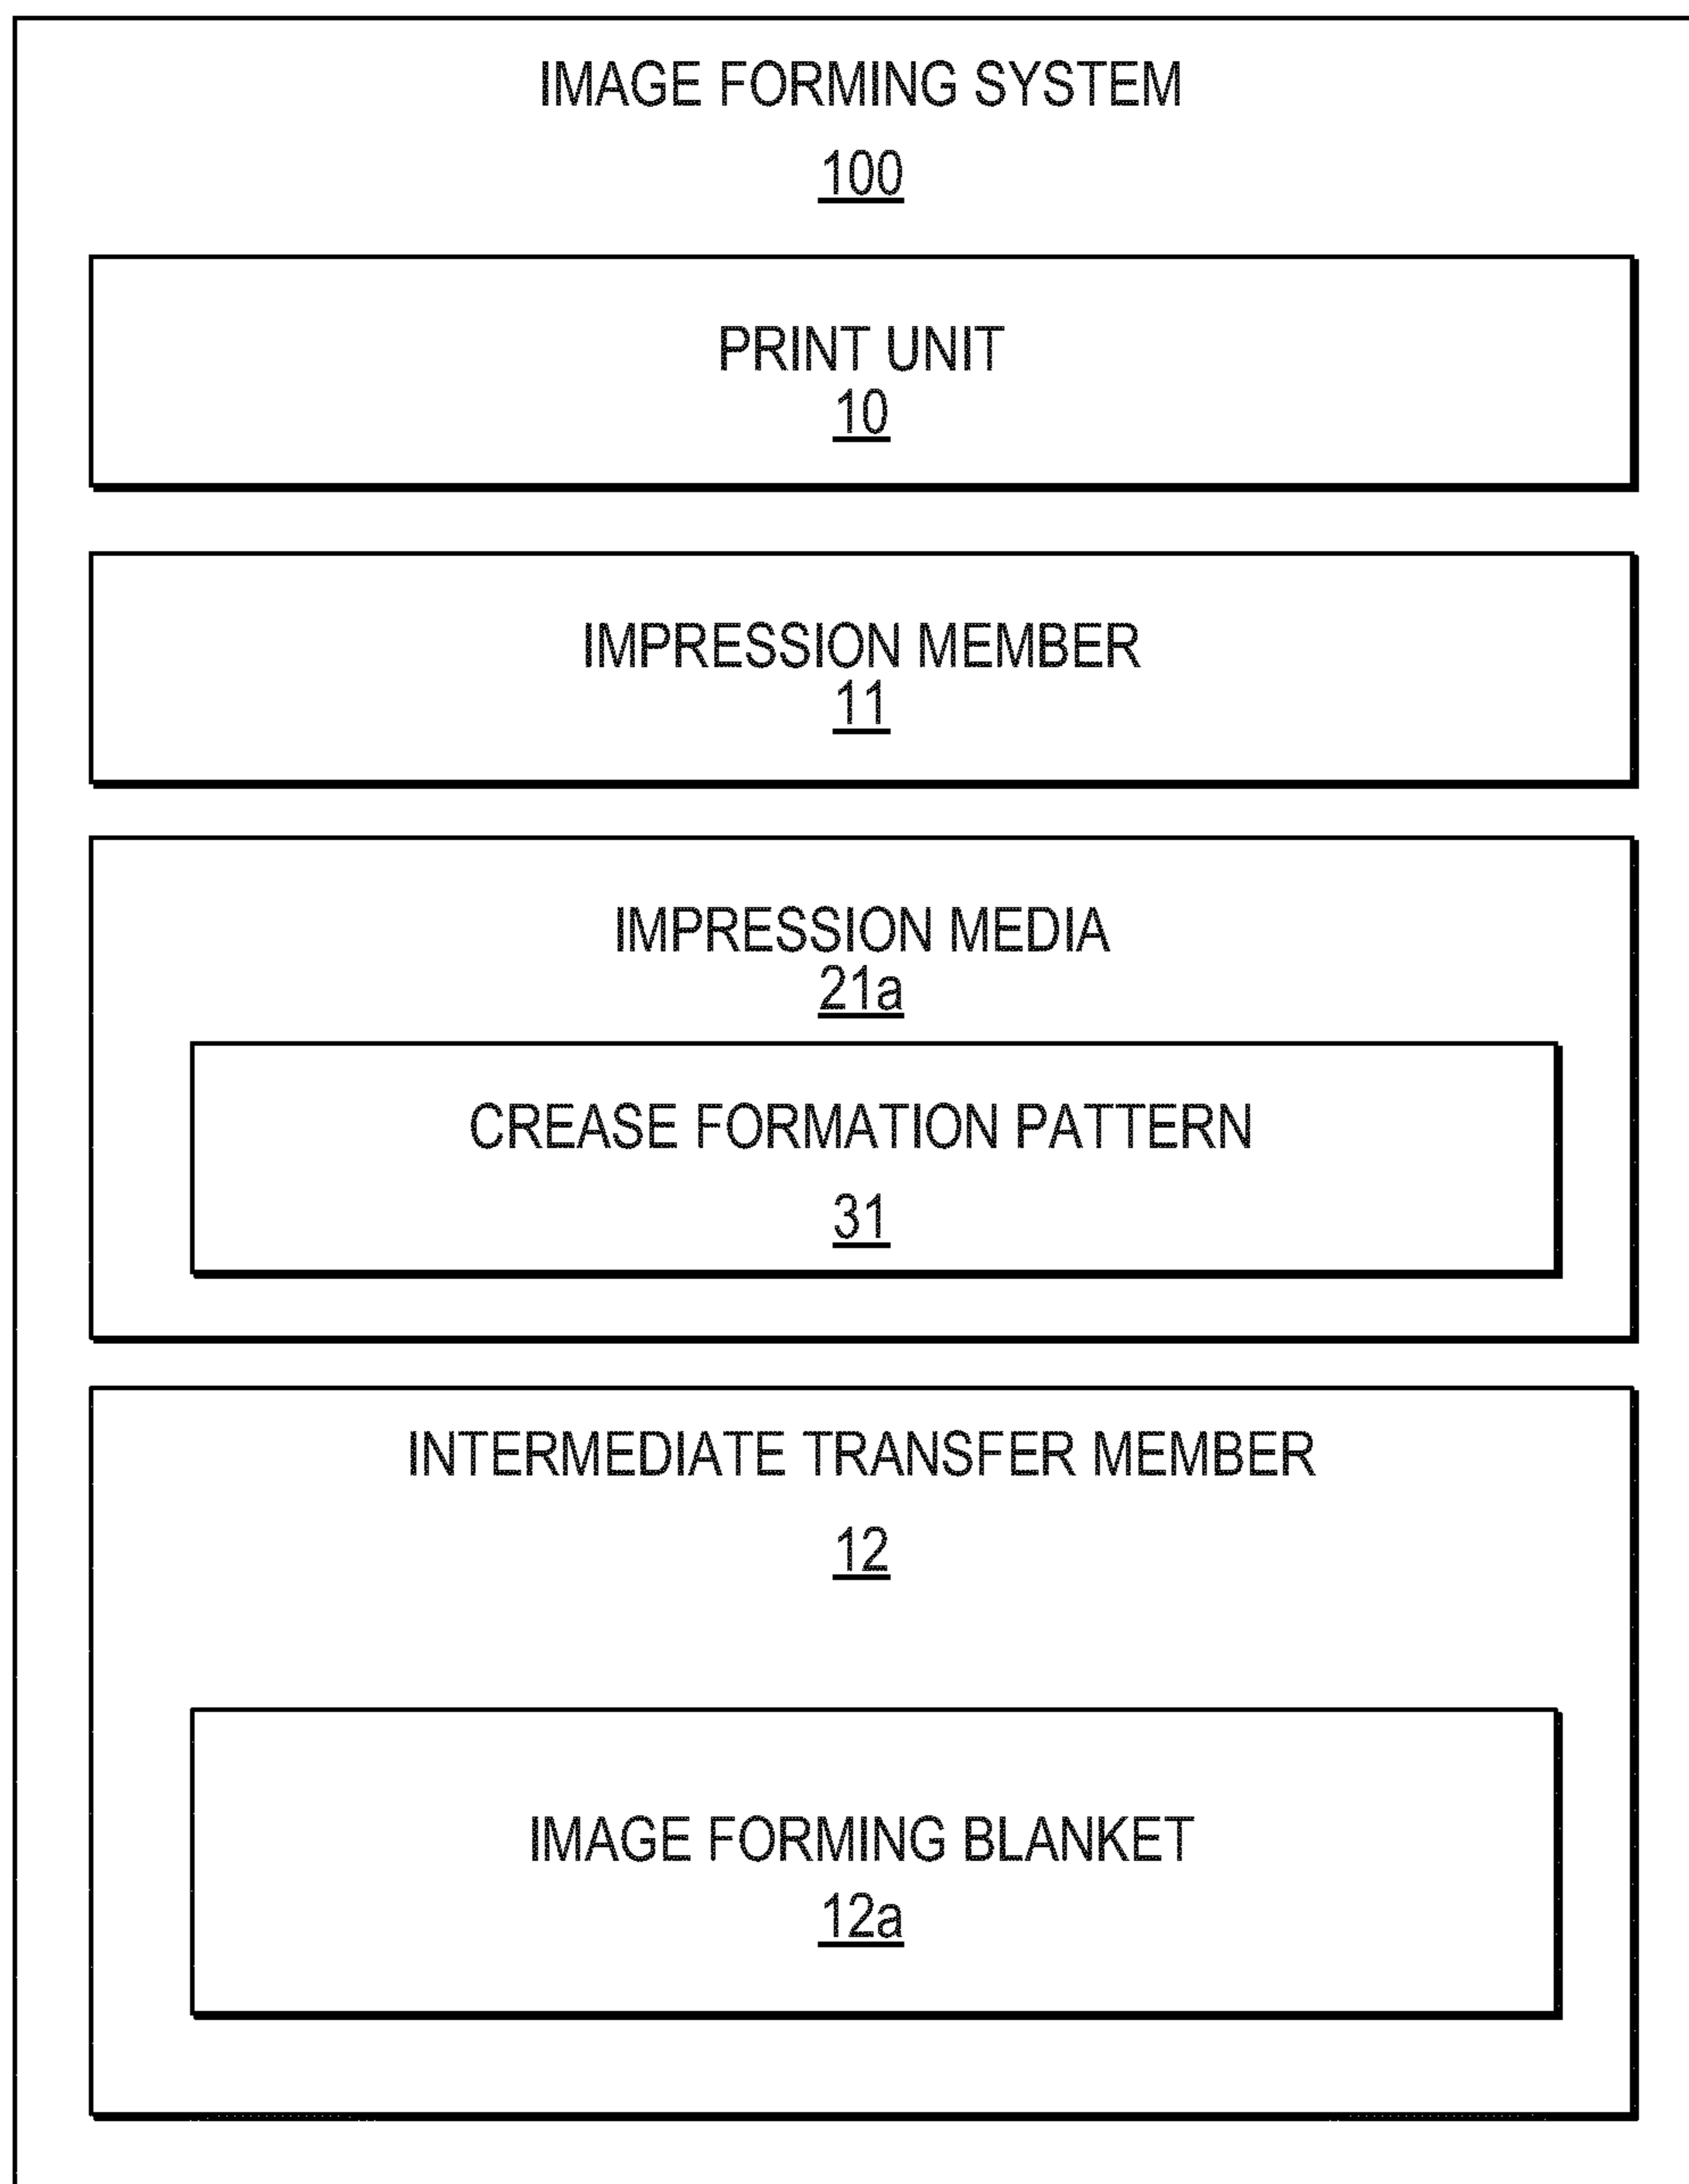 IMAGE FORMING SYSTEM
100
PRINT UNIT
10
IMPRESSION MEMBER
11
IMPRESSION MEDIA
21a
CREASE FORMATION PATTERN
31
INTERMEDIATE TRANSFER MEMBER
12
IMAGE FORMING BLANKET
12a